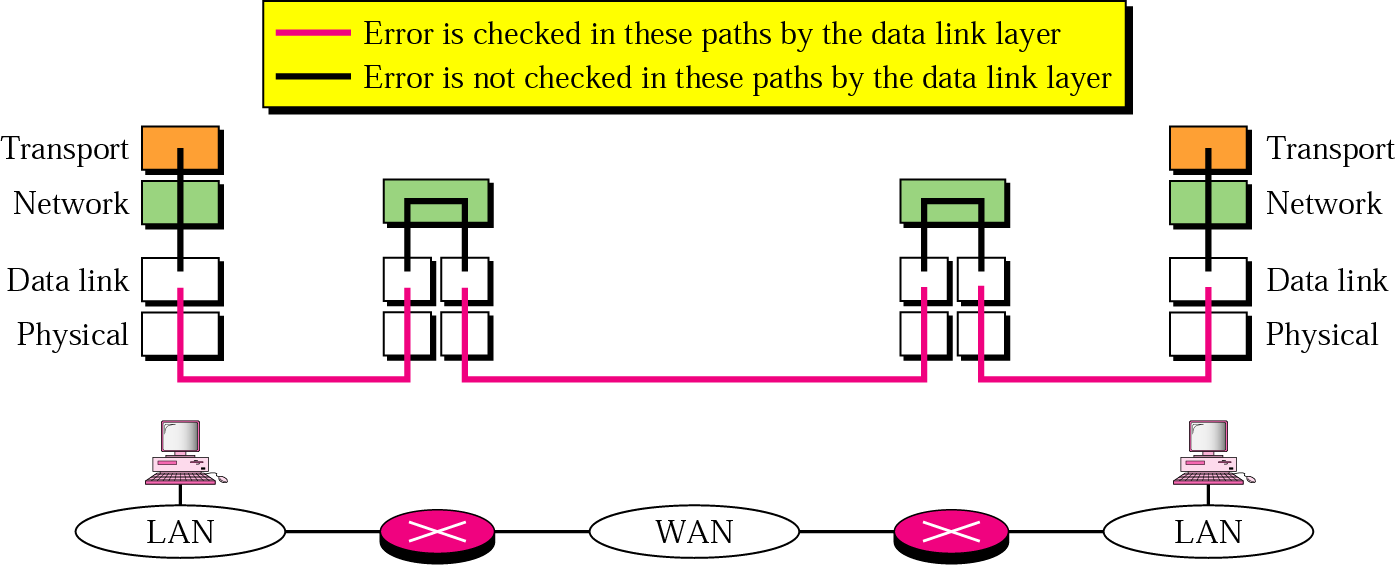 Error is checked in these paths by the data link layer
Error is not checked in these paths by the data link layer
Transport
Network
Data link
Physical
Transport
Network
Data link
Physical
LAN
WAN
LAN